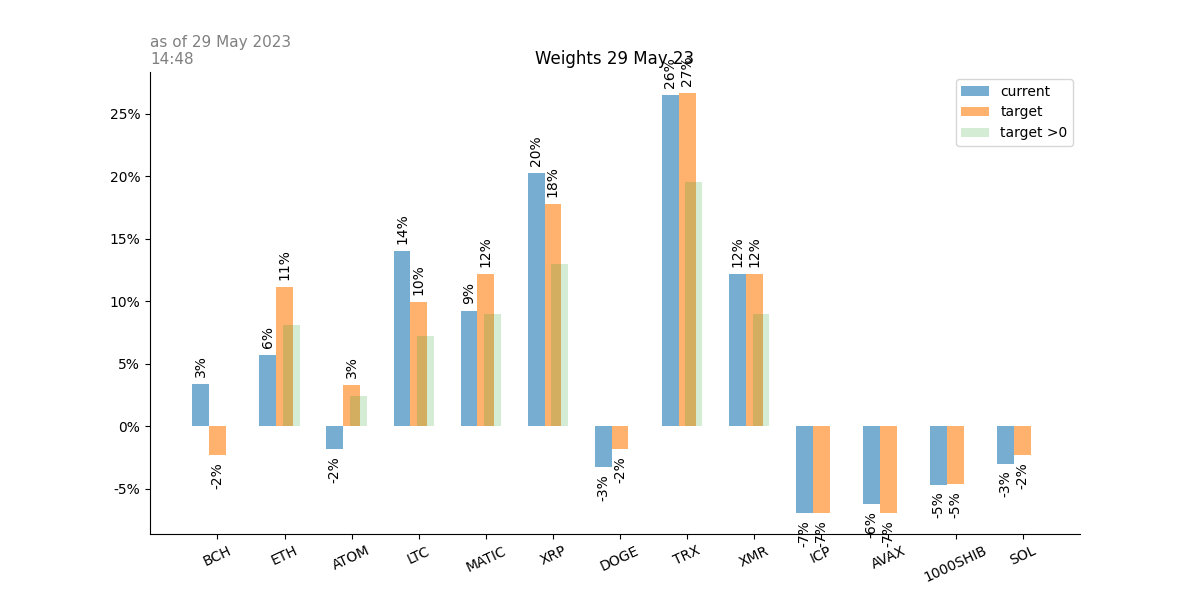 as of 29 May 2023
14:48
Weights 29 May 23
current
target
target >0
25%
20%
15%
10%
5%
0%
-5%
3%
-2%
6%
11%
-2%
3%
14%
10%
9%
12%
20%
18%
-3%
-2%
26%
27%
12%
12%
-7%
-7%
-6%
-7%
-5%
-5%
-3%
-2%
BCH
ETH
ATOM
LTC
MATIC
XRP
DOGE
TRX
XMR
ICP
AVAX
1000SHIB
SOL